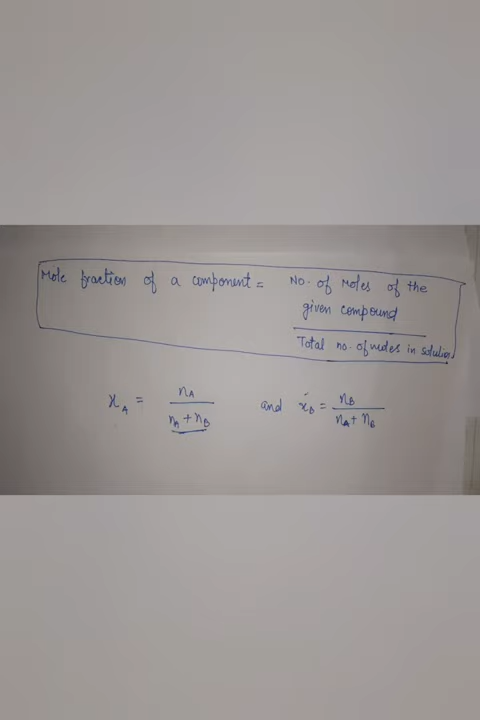 Mole fraction of a component = No. of Moles of the
given compound
Total no. of moles in solution
x_A = n_A / (n_A + n_B) and x_B = n_B / (n_A + n_B)